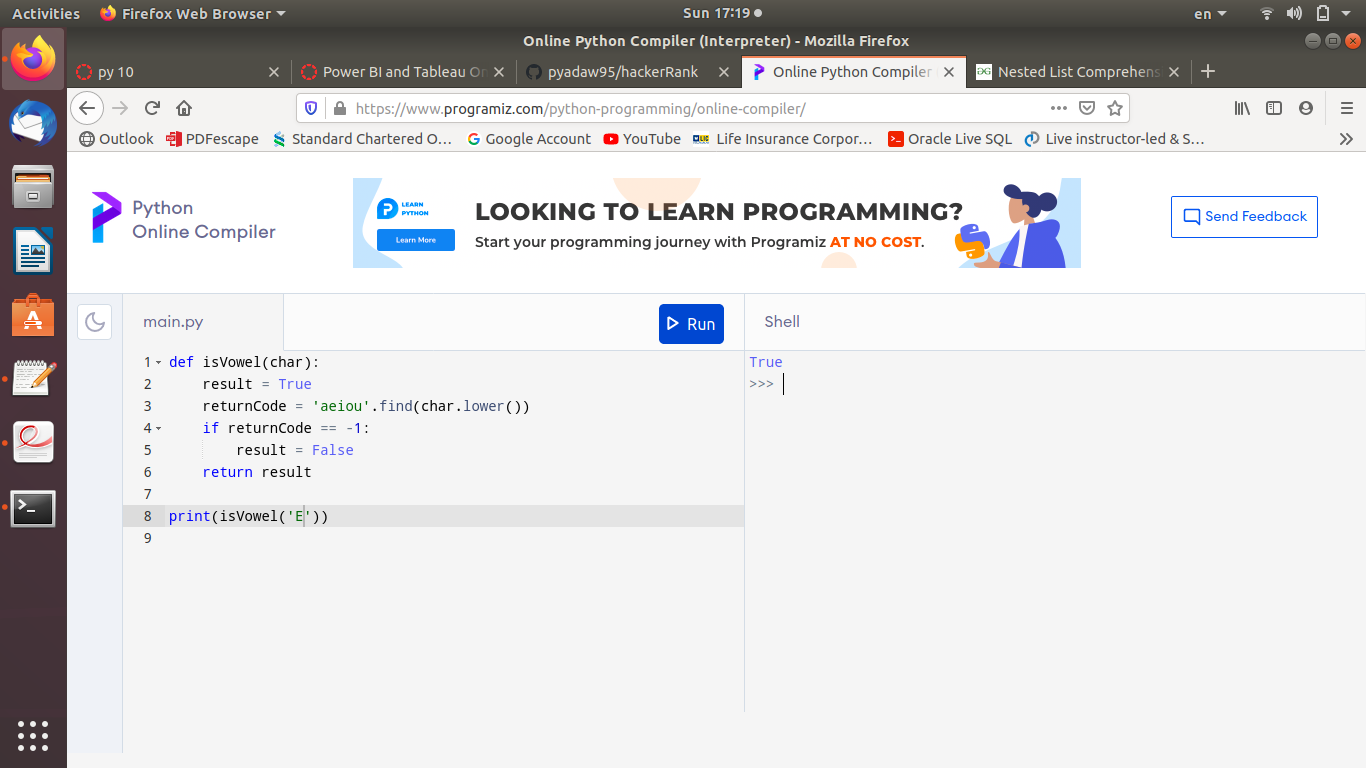 Activities Firefox Web Browser Sun 17:19 en
Online Python Compiler (Interpreter) - Mozilla Firefox
py 10 Power BI and Tableau Or pyadaw95/hackerRank Online Python Compiler Nested List Comprehens
https://www.programiz.com/python-programming/online-compiler/
Outlook PDFescape Standard Chartered O... Google Account YouTube LIC Life Insurance Corpor... Oracle Live SQL Live instructor-led & S...
Python
Online Compiler
LEARN
PYTHON
Learn More
LOOKING TO LEARN PROGRAMMING?
Start your programming journey with Programiz AT NO COST.
Send Feedback
main.py
Run
Shell
1 def isVowel(char):
2     result = True
3     returnCode = 'aeiou'.find(char.lower())
4     if returnCode == -1:
5         result = False
6     return result
7
8 print(isVowel('E'))
9
True
>>>